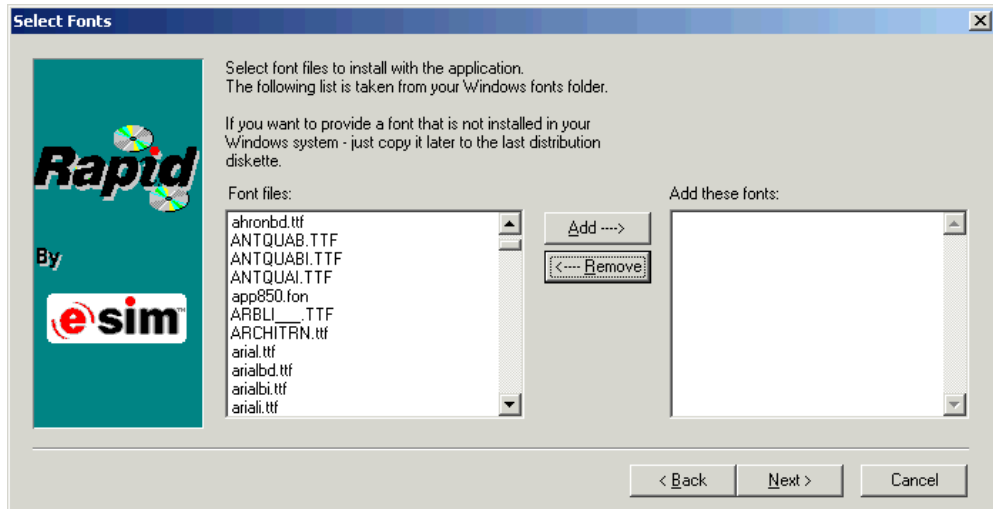 Select Fonts
Rapid
By
e sim™
Select font files to install with the application.
The following list is taken from your Windows fonts folder.
If you want to provide a font that is not installed in your
Windows system - just copy it later to the last distribution
diskette.
Font files:
ahronbd.ttf
ANTQUAB.TTF
ANTQUABI.TTF
ANTQUAI.TTF
app850.fon
ARBLI___.TTF
ARCHITRN.ttf
arial.ttf
arialbd.ttf
arialbi.ttf
ariali.ttf
Add ---->
<---- Remove
Add these fonts:
< Back
Next >
Cancel